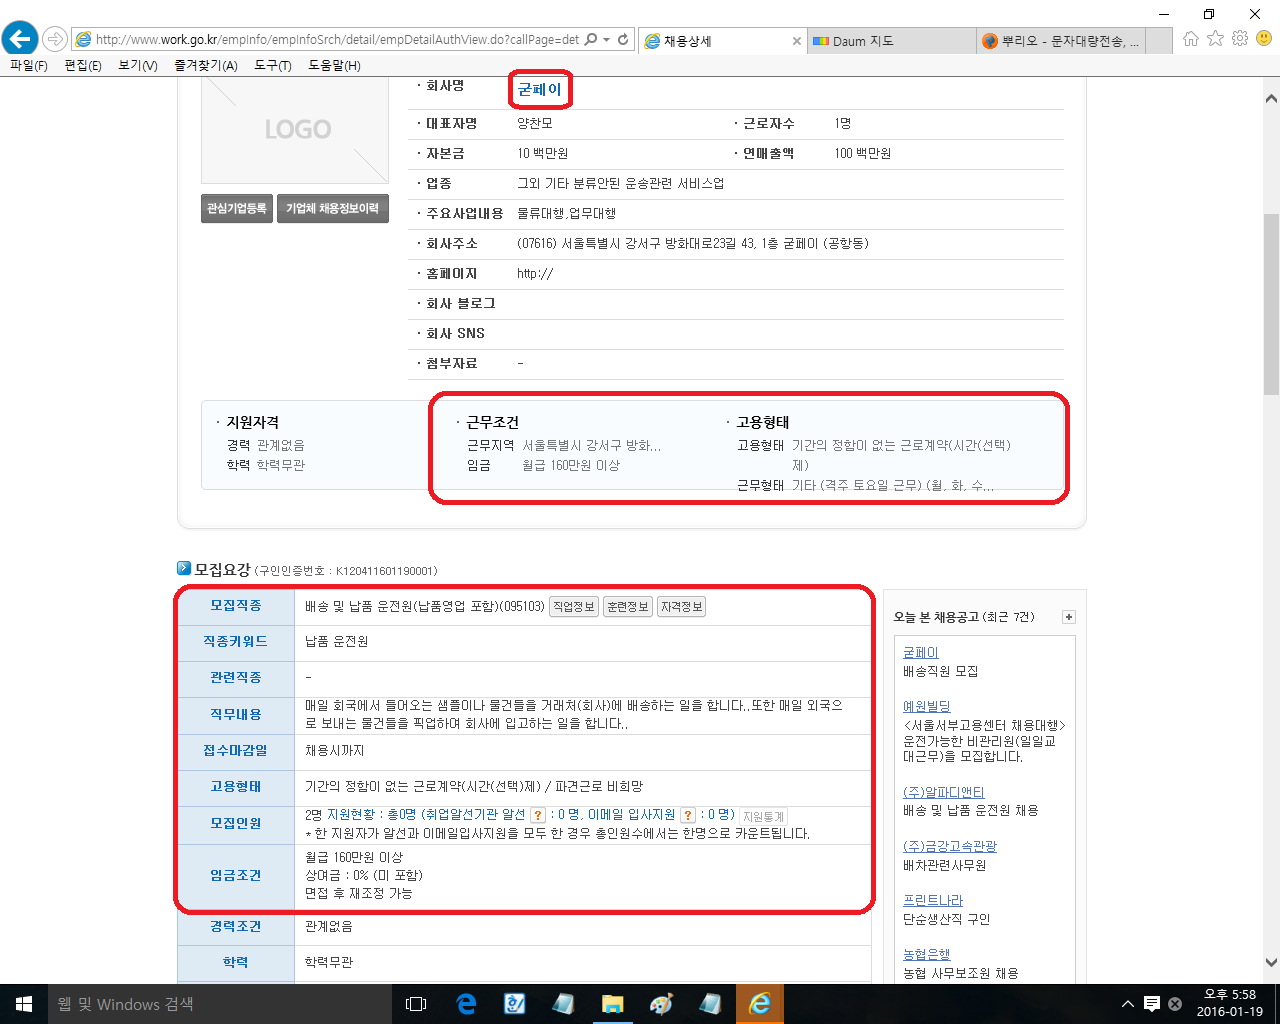 http://www.work.go.kr/empInfo/empInfoSrch/detail/empDetailAuthView.do?callPage=det
채용상세
Daum 지도
뿌리오 - 문자대량전송, ...
파일(F) 편집(E) 보기(V) 즐겨찾기(A) 도구(T) 도움말(H)
LOGO
관심기업등록 기업체 채용정보이력
· 회사명 굳페이
· 대표자명 양찬모 · 근로자수 1명
· 자본금 10 백만원 · 연매출액 100 백만원
· 업종 그외 기타 분류안된 운송관련 서비스업
· 주요사업내용 물류대행,업무대행
· 회사주소 (07616) 서울특별시 강서구 방화대로23길 43, 1층 굳페이 (공항동)
· 홈페이지 http://
· 회사 블로그
· 회사 SNS
· 첨부자료 -
· 지원자격
경력 관계없음
학력 학력무관
· 근무조건
근무지역 서울특별시 강서구 방화...
임금 월급 160만원 이상
· 고용형태
고용형태 기간의 정함이 없는 근로계약(시간(선택)
제)
근무형태 기타 (격주 토요일 근무) (월, 화, 수...
모집요강 (구인인증번호 : K120411601190001)
모집직종 배송 및 납품 운전원(납품영업 포함)(095103) 직업정보 훈련정보 자격정보
직종키워드 납품 운전원
관련직종 -
직무내용 매일 회국에서 들어오는 샘플이나 물건들을 거래처(회사)에 배송하는 일을 합니다..또한 매일 외국으
로 보내는 물건들을 픽업하여 회사에 입고하는 일을 합니다..
접수마감일 채용시까지
고용형태 기간의 정함이 없는 근로계약(시간(선택)제) / 파견근로 비희망
모집인원 2명 지원현황 : 총0명 (취업알선기관 알선 ? : 0 명, 이메일 입사지원 ? : 0 명) 지원통계
* 한 지원자가 알선과 이메일입사지원을 모두 한 경우 총인원수에서는 한명으로 카운트됩니다.
임금조건 월급 160만원 이상
상여금 : 0% (미 포함)
면접 후 재조정 가능
경력조건 관계없음
학력 학력무관
오늘 본 채용공고 (최근 7건) +
굳페이
배송직원 모집
예원빌딩
<서울서부고용센터 채용대행>
운전가능한 비관리원(일일교
대근무)을 모집합니다.
(주)알파디앤티
배송 및 납품 운전원 채용
(주)금강고속관광
배차관련사무원
프린트나라
단순생산직 구인
농협은행
농협 사무보조원 채용
웹 및 Windows 검색
오후 5:58
2016-01-19